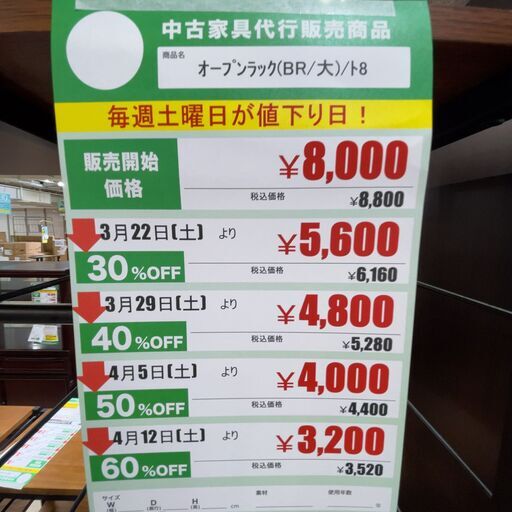 中古家具代行販売商品
商品名
オープンラック(BR/大)/ト8
毎週土曜日が値下り日！
販売開始
価格
¥8,000
税込価格 ¥8,800
3月22日(土) より
30%OFF
¥5,600
税込価格 ¥6,160
3月29日(土) より
40%OFF
¥4,800
税込価格 ¥5,280
4月5日(土) より
50%OFF
¥4,000
税込価格 ¥4,400
4月12日(土) より
60%OFF
¥3,200
税込価格 ¥3,520
サイズ 素材 使用年数
W D H cm 年
(幅) (奥行) (高)